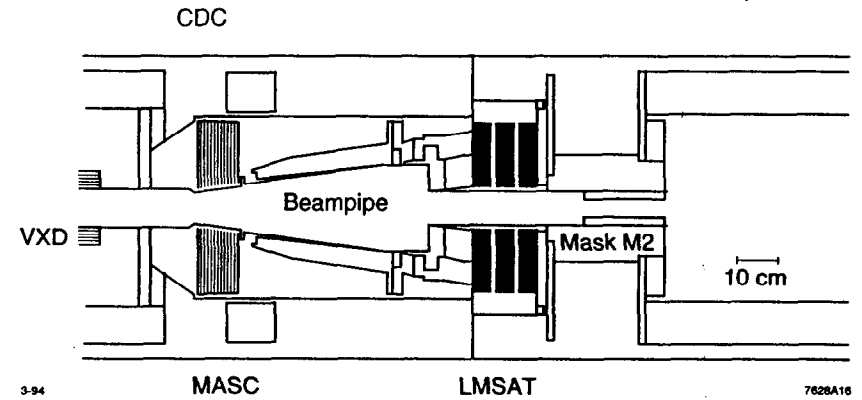 CDC
Beampipe
VXD
Mask M2
10 cm
3-94
MASC
LMSAT
7628A16